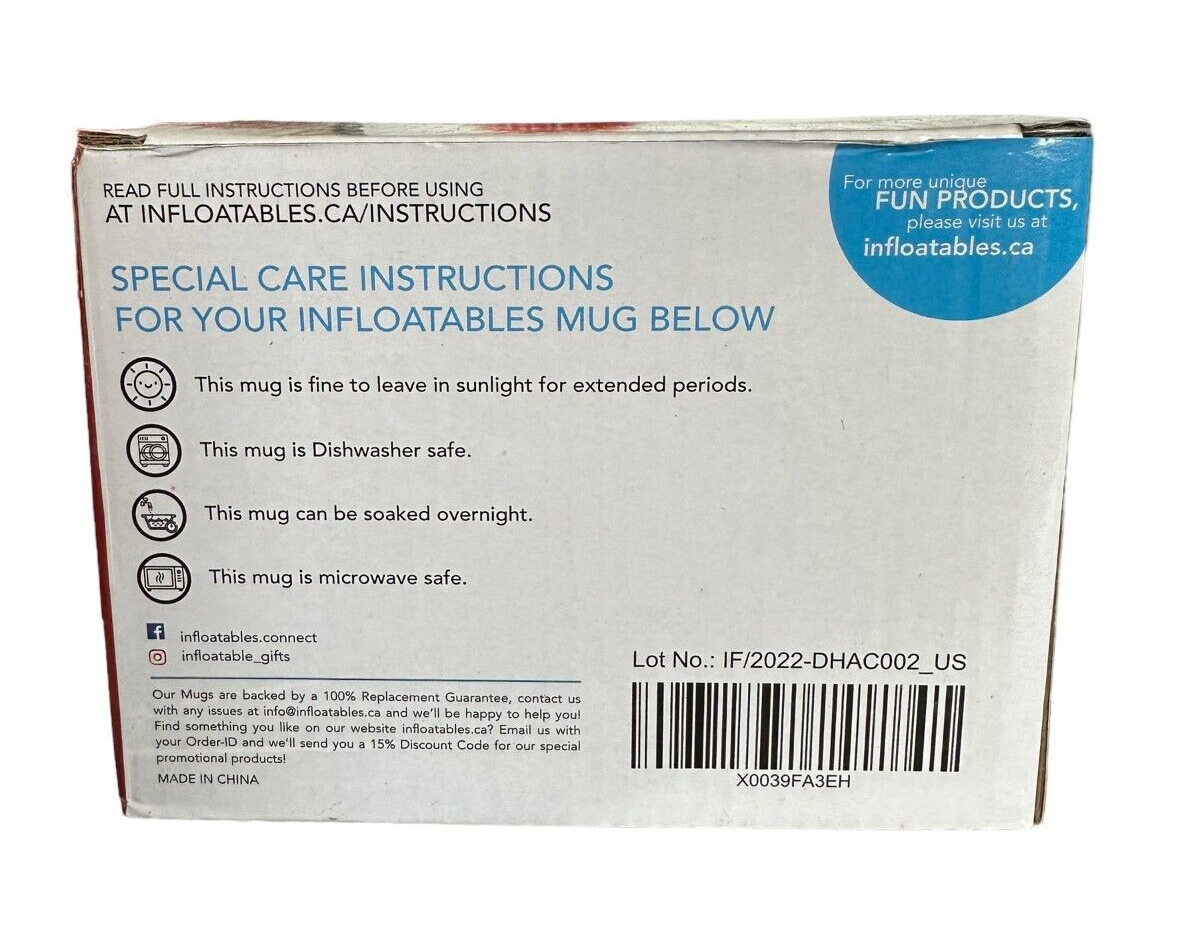 READ FULL INSTRUCTIONS BEFORE USING
AT INFLOATABLES.CA/INSTRUCTIONS
For more unique
FUN PRODUCTS,
please visit us at
infloatables.ca
SPECIAL CARE INSTRUCTIONS
FOR YOUR INFLOATABLES MUG BELOW
This mug is fine to leave in sunlight for extended periods.
This mug is Dishwasher safe.
This mug can be soaked overnight.
This mug is microwave safe.
infloatables.connect
infloatable_gifts
Our Mugs are backed by a 100% Replacement Guarantee, contact us
with any issues at info@infloatables.ca and we'll be happy to help you!
Find something you like on our website infloatables.ca? Email us with
your Order-ID and we'll send you a 15% Discount Code for our special
promotional products!
MADE IN CHINA
Lot No.: IF/2022-DHAC002_US
X0039FA3EH